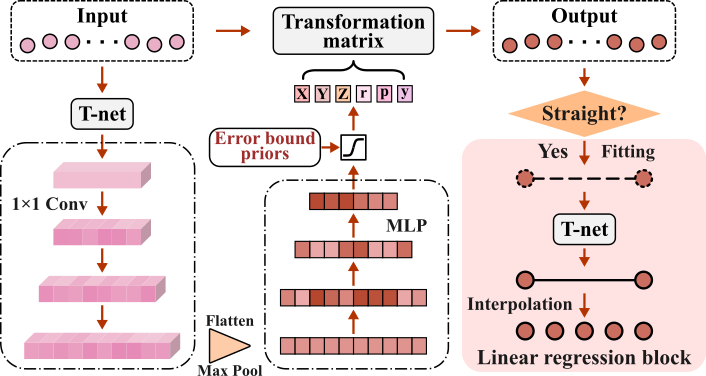 Input
Transformation
matrix
Output
T-net
X Y Z r p y
Straight?
Error bound
priors
Yes Fitting
1×1 Conv
MLP
T-net
Interpolation
Flatten
Max Pool
Linear regression block